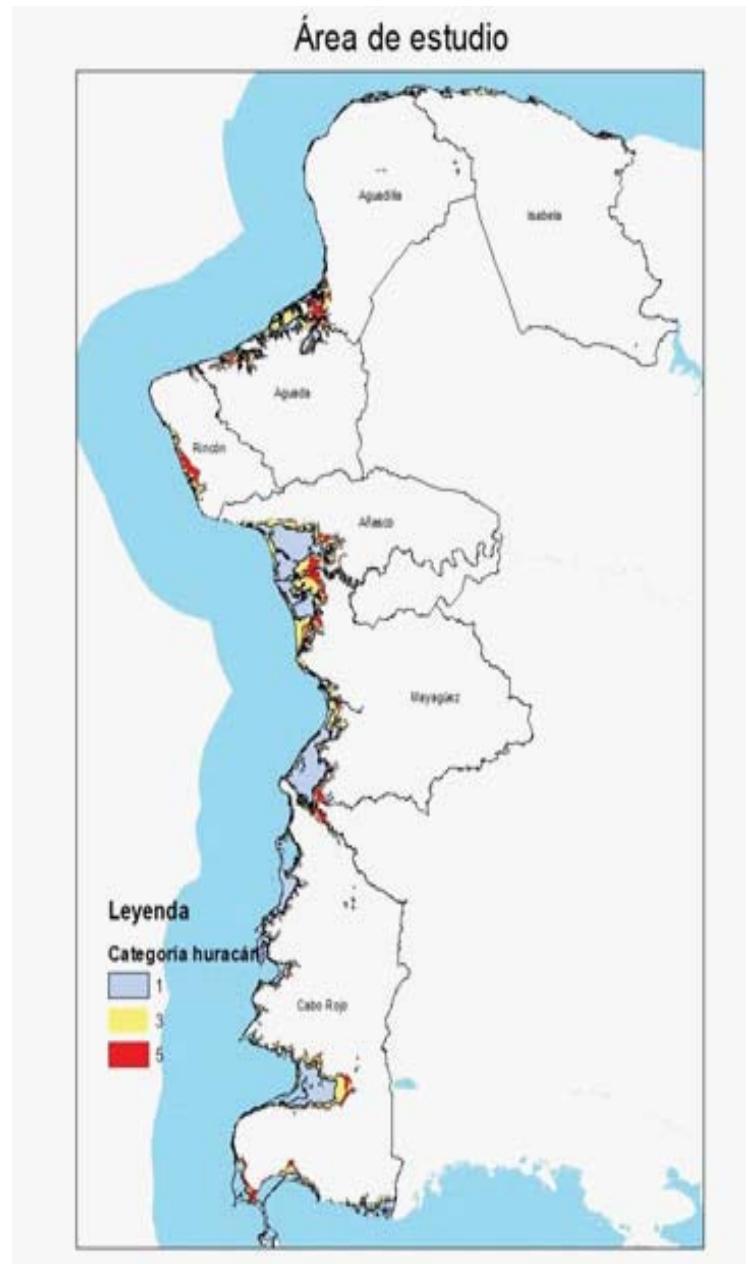 Área de estudio
Aguadilla
Isabela
Aguada
Rincón
Añasco
Mayagüez
Leyenda
Categoría huracán
1
3
Cabo Rojo
5